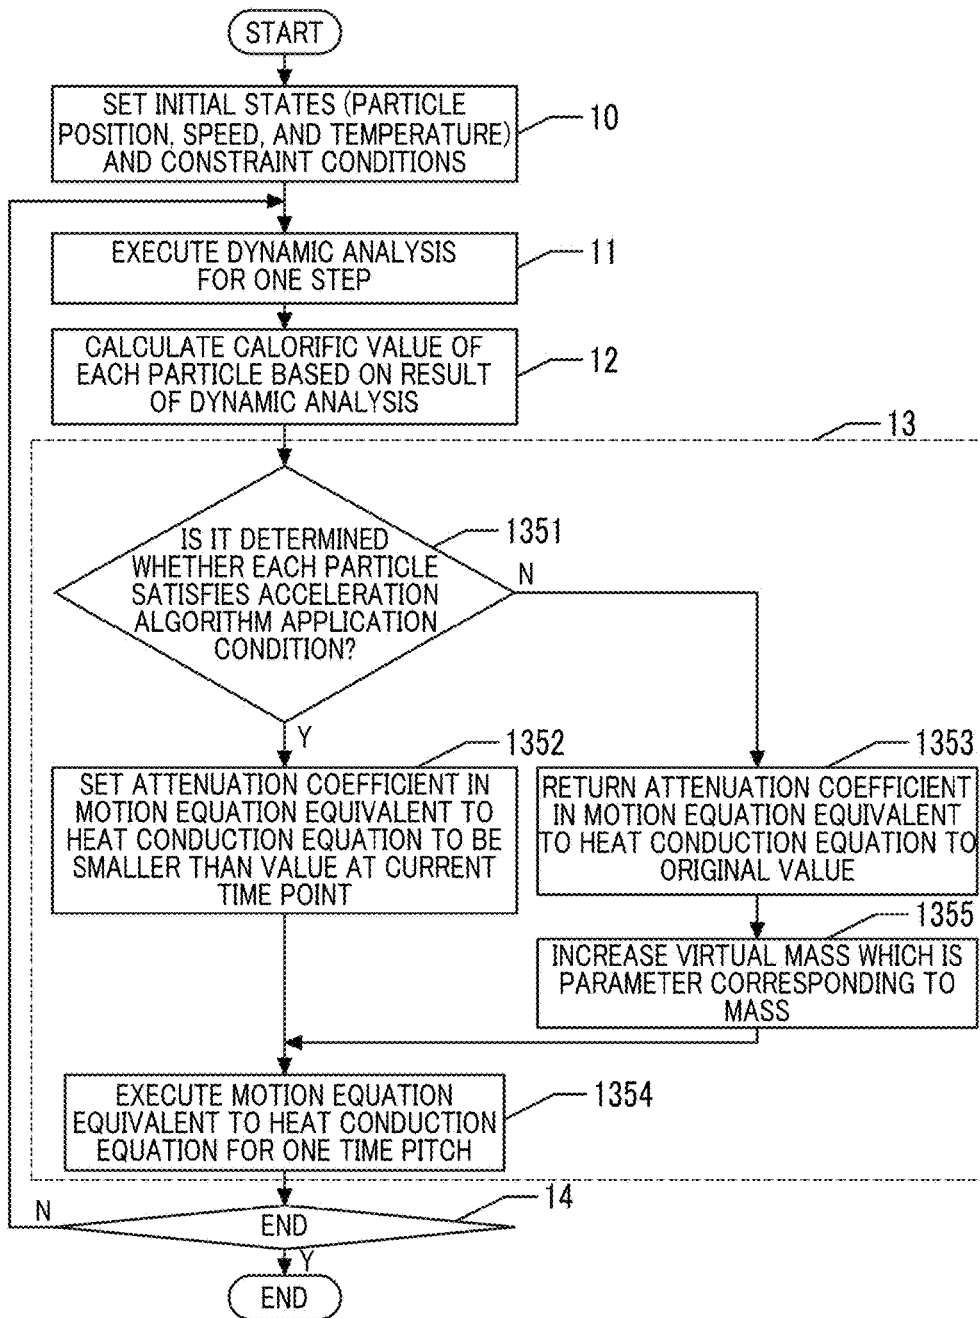 START
SET INITIAL STATES (PARTICLE
POSITION, SPEED, AND TEMPERATURE)
AND CONSTRAINT CONDITIONS
10
EXECUTE DYNAMIC ANALYSIS
FOR ONE STEP
11
CALCULATE CALORIFIC VALUE OF
EACH PARTICLE BASED ON RESULT
OF DYNAMIC ANALYSIS
12
13
IS IT DETERMINED
WHETHER EACH PARTICLE
SATISFIES ACCELERATION
ALGORITHM APPLICATION
CONDITION?
1351
N
Y
1352
SET ATTENUATION COEFFICIENT IN
MOTION EQUATION EQUIVALENT TO
HEAT CONDUCTION EQUATION TO BE
SMALLER THAN VALUE AT CURRENT
TIME POINT
1353
RETURN ATTENUATION COEFFICIENT
IN MOTION EQUATION EQUIVALENT
TO HEAT CONDUCTION EQUATION TO
ORIGINAL VALUE
1355
INCREASE VIRTUAL MASS WHICH IS
PARAMETER CORRESPONDING TO
MASS
EXECUTE MOTION EQUATION
EQUIVALENT TO HEAT CONDUCTION
EQUATION FOR ONE TIME PITCH
1354
N
END
14
Y
END